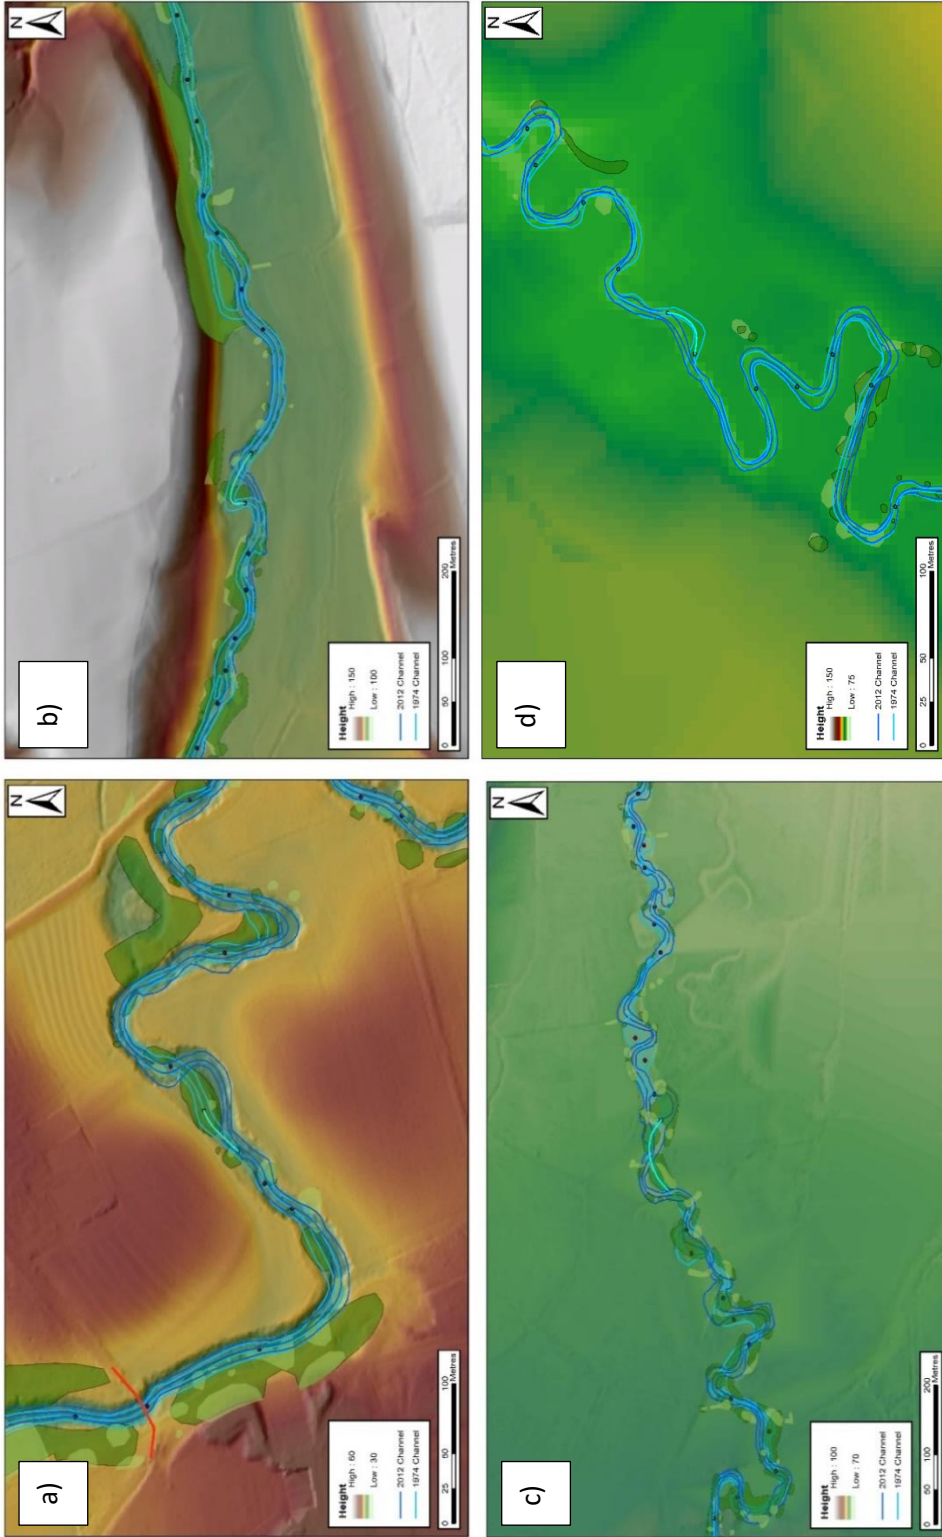 a)
N
Height
High : 60
Low : 30
2012 Channel
1974 Channel
0 25 50 100
Metres
b)
N
Height
High : 150
Low : 100
2012 Channel
1974 Channel
0 50 100 200
Metres
c)
N
Height
High : 100
Low : 70
2012 Channel
1974 Channel
0 50 100 200
Metres
d)
N
Height
High : 150
Low : 75
2012 Channel
1974 Channel
0 25 50 100
Metres